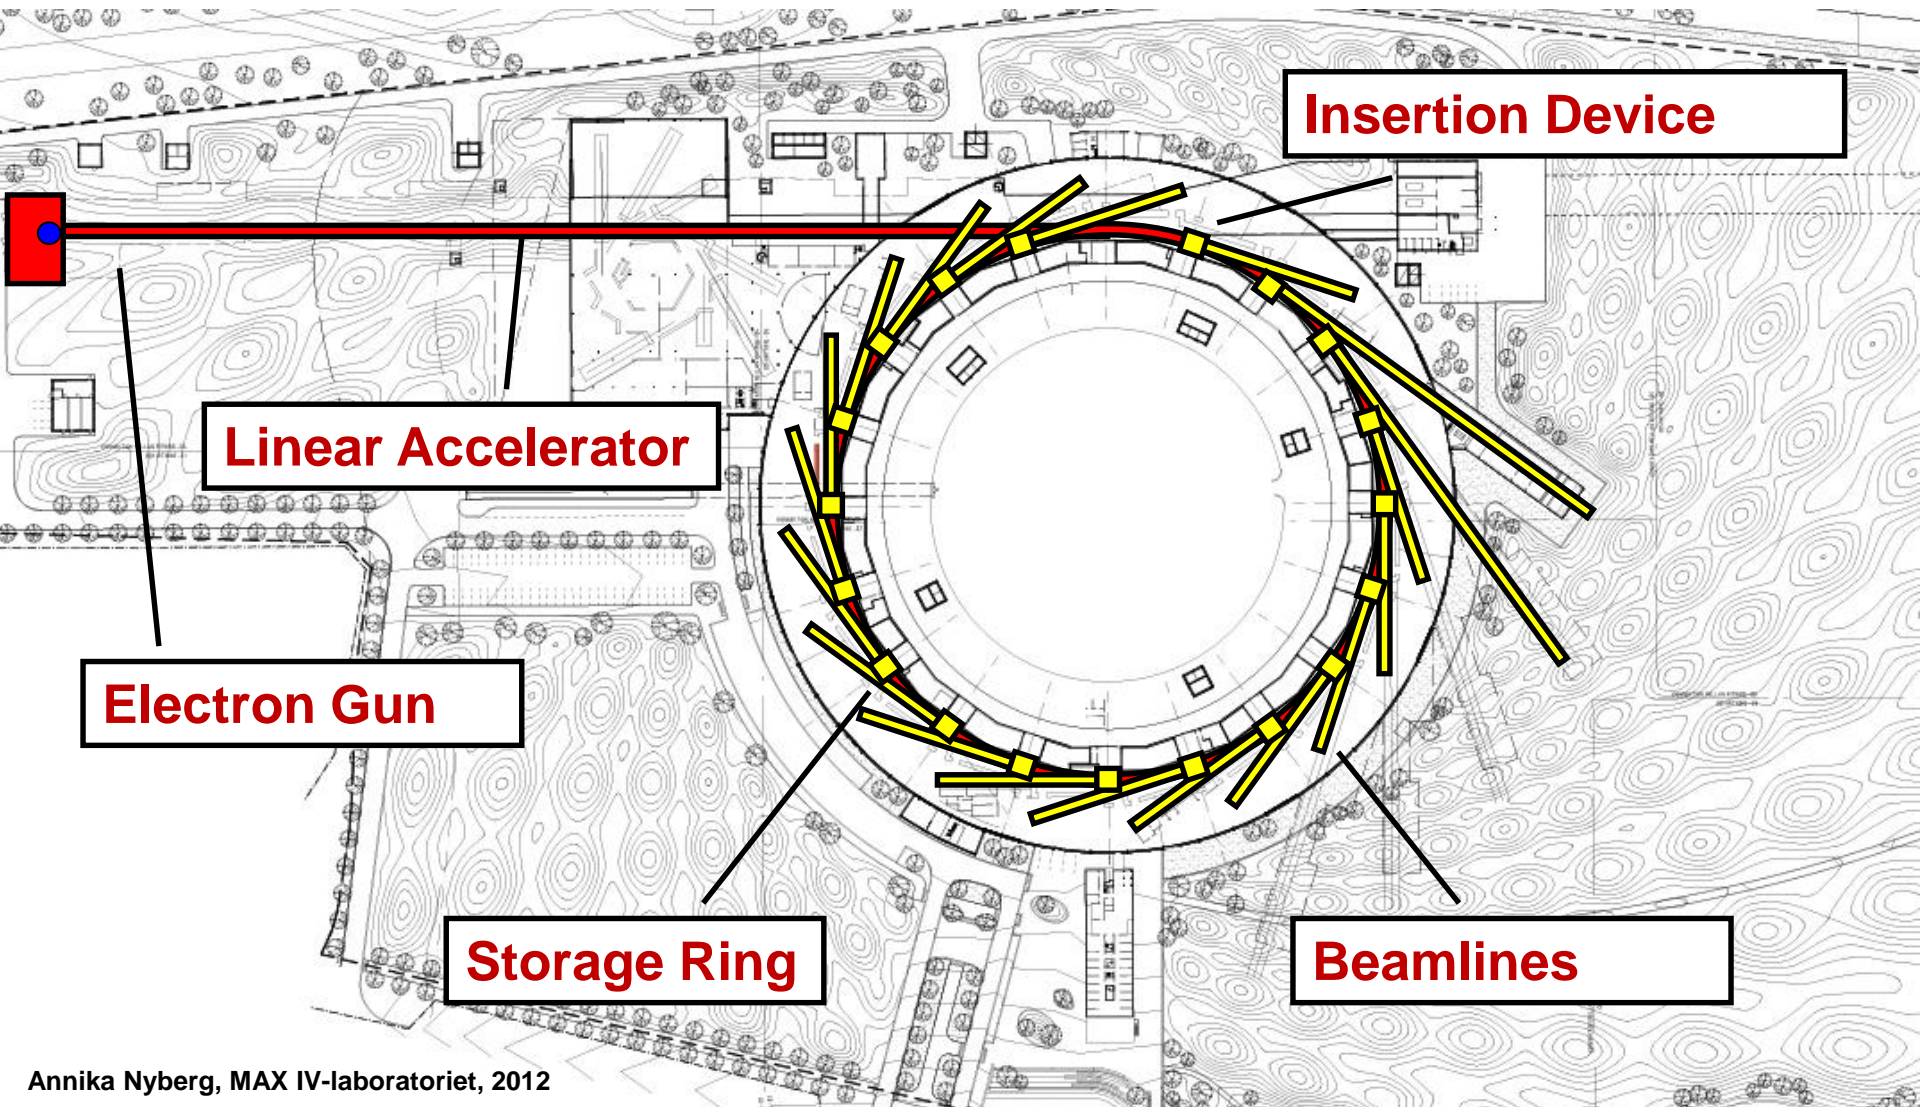 Insertion Device
Linear Accelerator
Electron Gun
Storage Ring
Beamlines
Annika Nyberg, MAX IV-laboratoriet, 2012